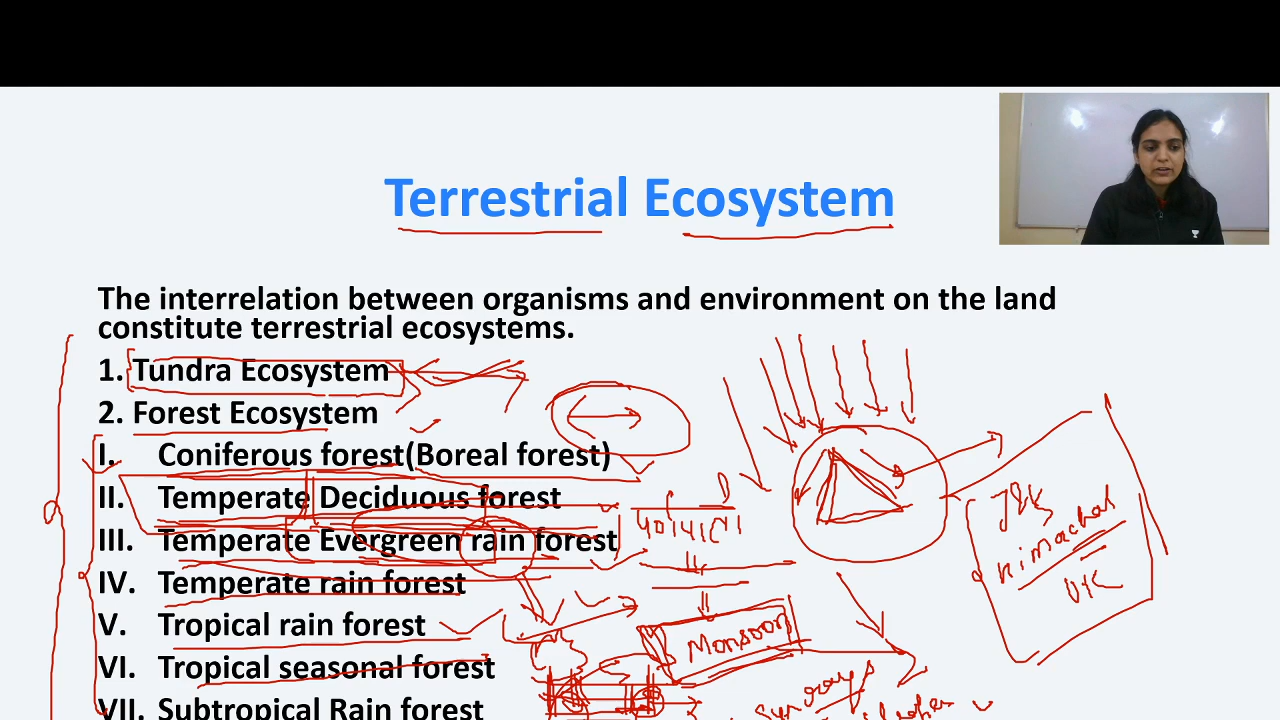 Terrestrial Ecosystem
The interrelation between organisms and environment on the land
constitute terrestrial ecosystems.
1. Tundra Ecosystem
2. Forest Ecosystem
I. Coniferous forest(Boreal forest)
II. Temperate Deciduous forest
III. Temperate Evergreen rain forest
IV. Temperate rain forest
V. Tropical rain forest
VI. Tropical seasonal forest
VII. Subtropical Rain forest
Monsoon
J&K
Himachal
UK
Sun rays